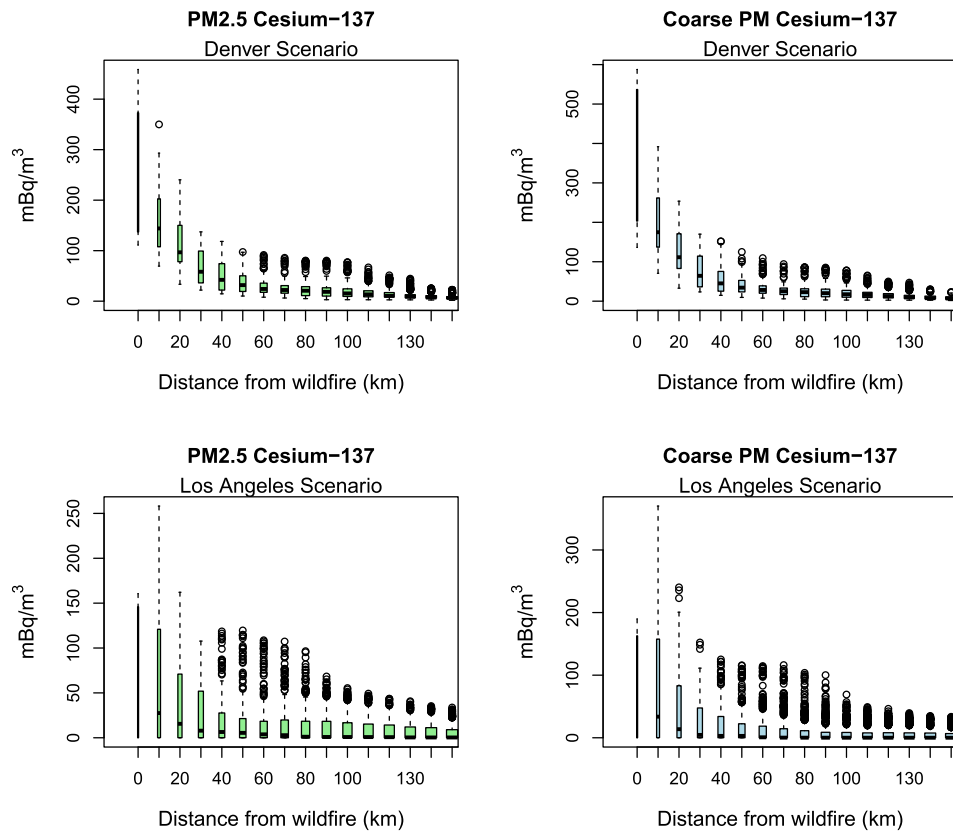 PM2.5 Cesium−137
Denver Scenario
mBq/m³
400
300
200
100
0
0 20 40 60 80 100 130
Distance from wildfire (km)
Coarse PM Cesium−137
Denver Scenario
mBq/m³
500
300
100
0
0 20 40 60 80 100 130
Distance from wildfire (km)
PM2.5 Cesium−137
Los Angeles Scenario
mBq/m³
250
200
150
100
50
0
0 20 40 60 80 100 130
Distance from wildfire (km)
Coarse PM Cesium−137
Los Angeles Scenario
mBq/m³
300
200
100
0
0 20 40 60 80 100 130
Distance from wildfire (km)